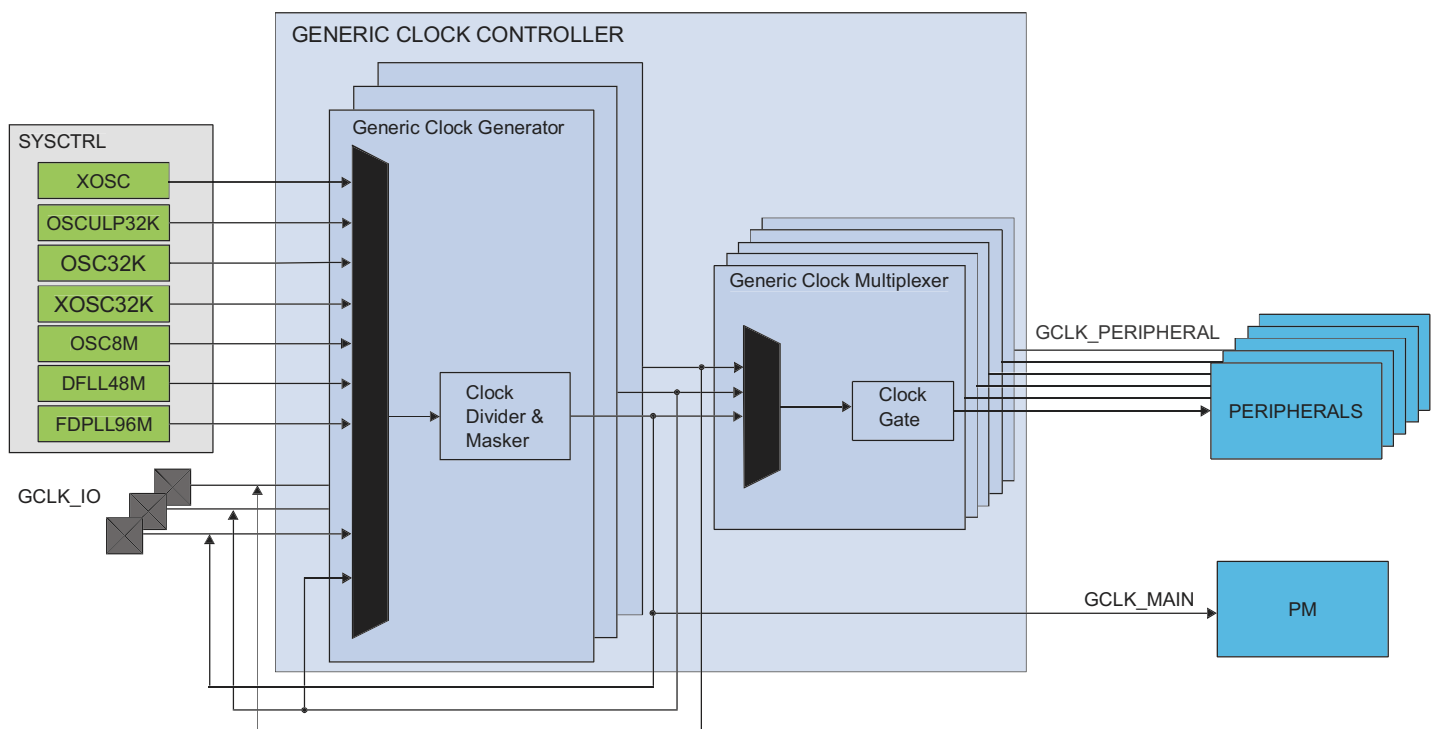 GENERIC CLOCK CONTROLLER
Generic Clock Generator
SYSCTRL
XOSC
OSCULP32K
OSC32K
XOSC32K
OSC8M
DFLL48M
FDPLL96M
GCLK_IO
Clock
Divider &
Masker
Generic Clock Multiplexer
Clock
Gate
GCLK_PERIPHERAL
PERIPHERALS
GCLK_MAIN
PM